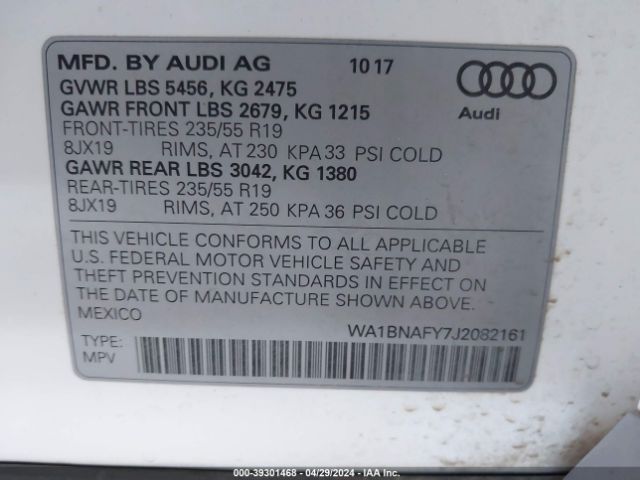 MFD. BY AUDI AG 10 17
GVWR LBS 5456, KG 2475
GAWR FRONT LBS 2679, KG 1215
Audi
FRONT-TIRES 235/55 R19
8JX19 RIMS, AT 230 KPA 33 PSI COLD
GAWR REAR LBS 3042, KG 1380
REAR-TIRES 235/55 R19
8JX19 RIMS, AT 250 KPA 36 PSI COLD
THIS VEHICLE CONFORMS TO ALL APPLICABLE
U.S. FEDERAL MOTOR VEHICLE SAFETY AND
THEFT PREVENTION STANDARDS IN EFFECT ON
THE DATE OF MANUFACTURE SHOWN ABOVE.
MEXICO
WA1BNAFY7J2082161
TYPE:
MPV
000-39301468 - 04/29/2024 - IAA Inc.